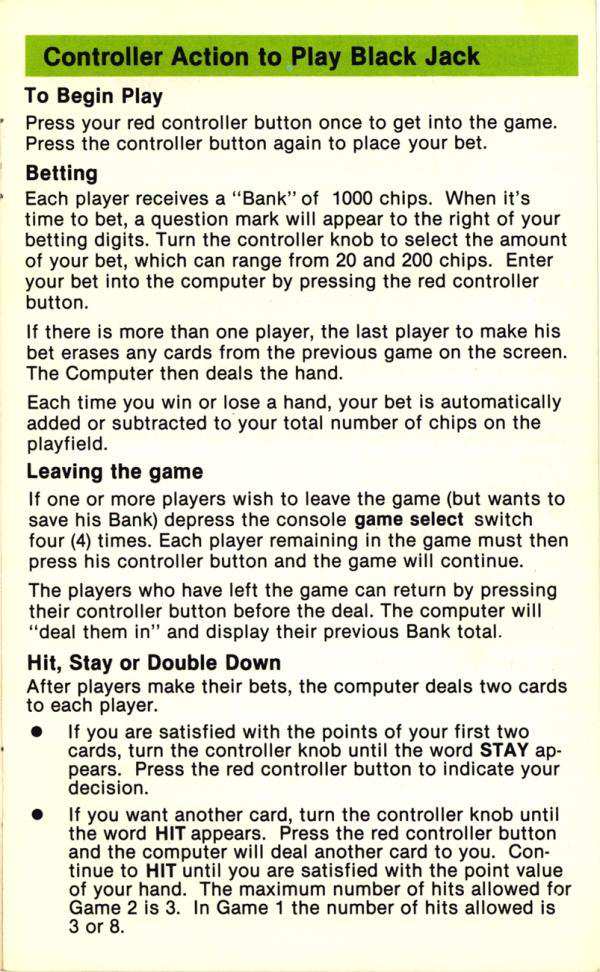 Controller Action to Play Black Jack
To Begin Play
Press your red controller button once to get into the game.
Press the controller button again to place your bet.
Betting
Each player receives a "Bank" of 1000 chips. When it's
time to bet, a question mark will appear to the right of your
betting digits. Turn the controller knob to select the amount
of your bet, which can range from 20 and 200 chips. Enter
your bet into the computer by pressing the red controller
button.
If there is more than one player, the last player to make his
bet erases any cards from the previous game on the screen.
The Computer then deals the hand.
Each time you win or lose a hand, your bet is automatically
added or subtracted to your total number of chips on the
playfield.
Leaving the game
If one or more players wish to leave the game (but wants to
save his Bank) depress the console game select switch
four (4) times. Each player remaining in the game must then
press his controller button and the game will continue.
The players who have left the game can return by pressing
their controller button before the deal. The computer will
"deal them in" and display their previous Bank total.
Hit, Stay or Double Down
After players make their bets, the computer deals two cards
to each player.
● If you are satisfied with the points of your first two
cards, turn the controller knob until the word STAY ap-
pears. Press the red controller button to indicate your
decision.
● If you want another card, turn the controller knob until
the word HIT appears. Press the red controller button
and the computer will deal another card to you. Con-
tinue to HIT until you are satisfied with the point value
of your hand. The maximum number of hits allowed for
Game 2 is 3. In Game 1 the number of hits allowed is
3 or 8.